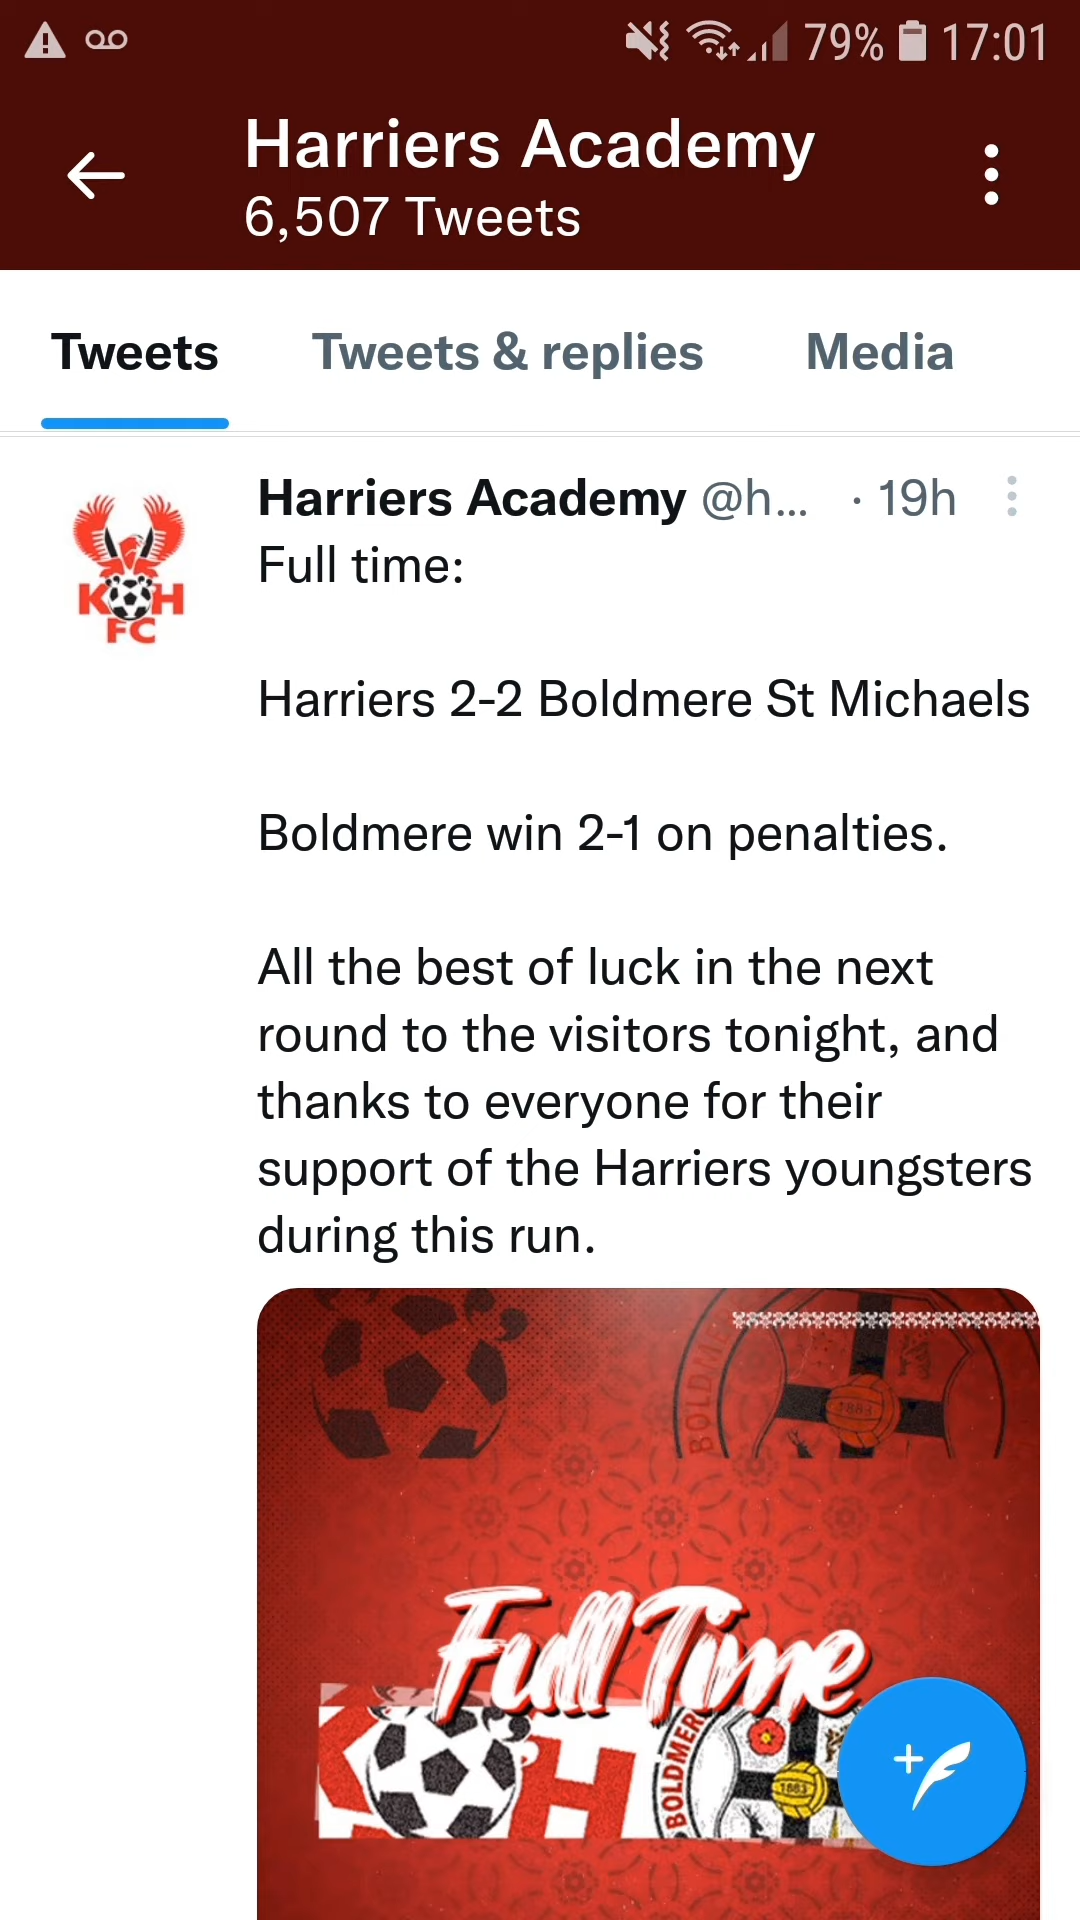 79% 17:01
Harriers Academy
6,507 Tweets
Tweets Tweets & replies Media
Harriers Academy @h... · 19h
Full time:
Harriers 2-2 Boldmere St Michaels
Boldmere win 2-1 on penalties.
All the best of luck in the next
round to the visitors tonight, and
thanks to everyone for their
support of the Harriers youngsters
during this run.
KHFC
BOLDME
1883
Full Time
H
BOLDMER
1883